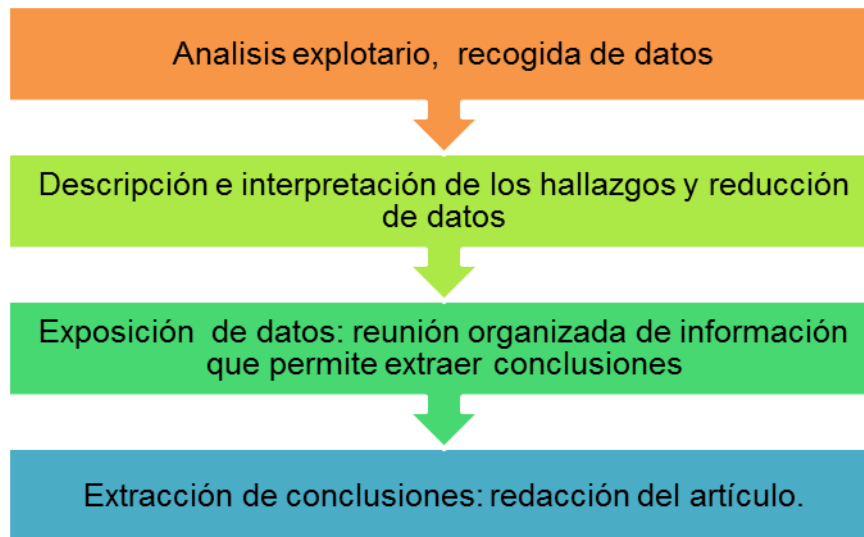 Analisis explotario, recogida de datos
Descripción e interpretación de los hallazgos y reducción
de datos
Exposición de datos: reunión organizada de información
que permite extraer conclusiones
Extracción de conclusiones: redacción del artículo.